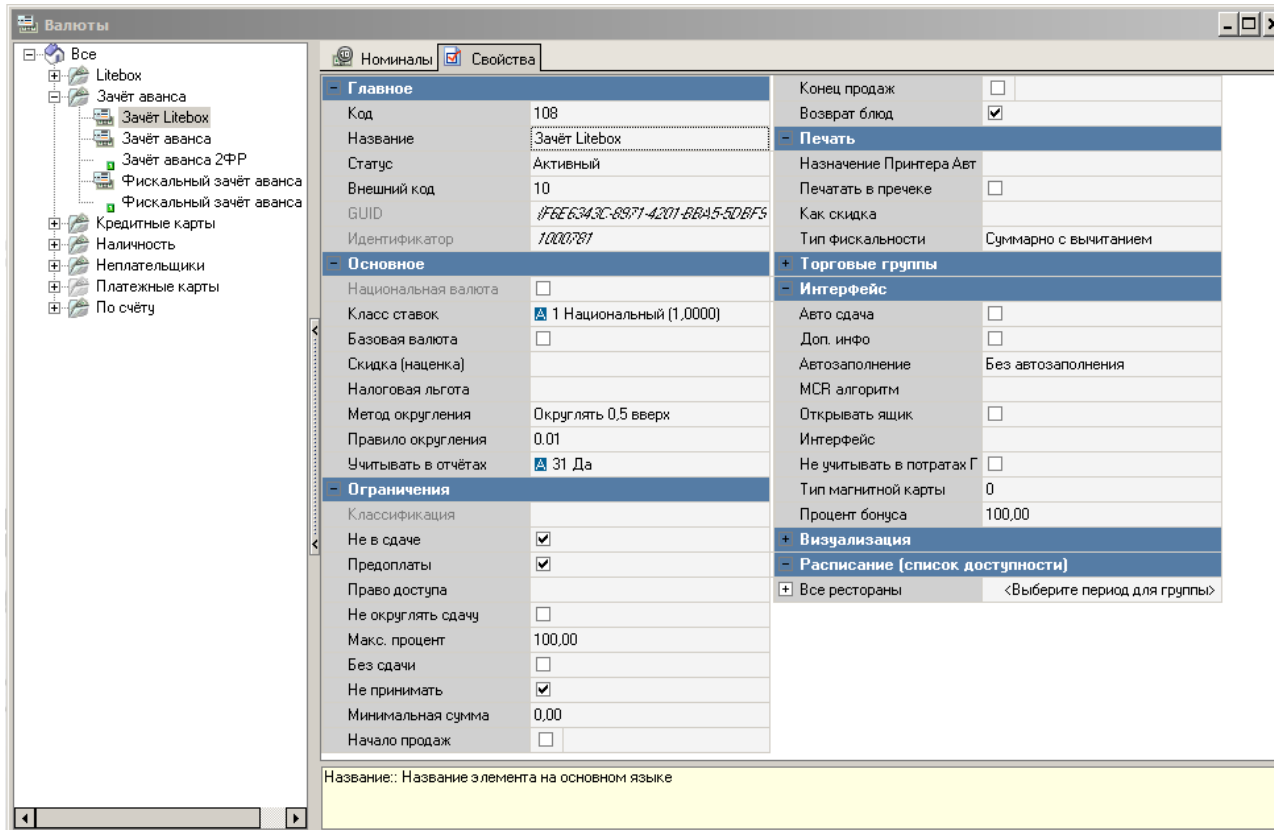 Валюты
Все
Litebox
Зачёт аванса
Зачёт Litebox
Зачёт аванса
Зачёт аванса 2ФР
Фискальный зачёт аванса
Фискальный зачёт аванса
Кредитные карты
Наличность
Неплательщики
Платежные карты
По счёту
Номиналы
Свойства
Главное
Код 108
Название Зачёт Litebox
Статус Активный
Внешний код 10
GUID {F6E6343C-8971-4201-BBA5-5DBF5
Идентификатор 1000781
Основное
Национальная валюта
Класс ставок 1 Национальный (1,0000)
Базовая валюта
Скидка (наценка)
Налоговая льгота
Метод округления Округлять 0,5 вверх
Правило округления 0.01
Учитывать в отчётах 31 Да
Ограничения
Классификация
Не в сдаче
Предоплаты
Право доступа
Не округлять сдачу
Макс. процент 100,00
Без сдачи
Не принимать
Минимальная сумма 0,00
Начало продаж
Конец продаж
Возврат блюд
Печать
Назначение Принтера Авт
Печатать в пречеке
Как скидка
Тип фискальности Суммарно с вычитанием
Торговые группы
Интерфейс
Авто сдача
Доп. инфо
Автозаполнение Без автозаполнения
MCR алгоритм
Открывать ящик
Интерфейс
Не учитывать в потратах Г
Тип магнитной карты 0
Процент бонуса 100,00
Визуализация
Расписание (список доступности)
Все рестораны <Выберите период для группы>
Название:: Название элемента на основном языке